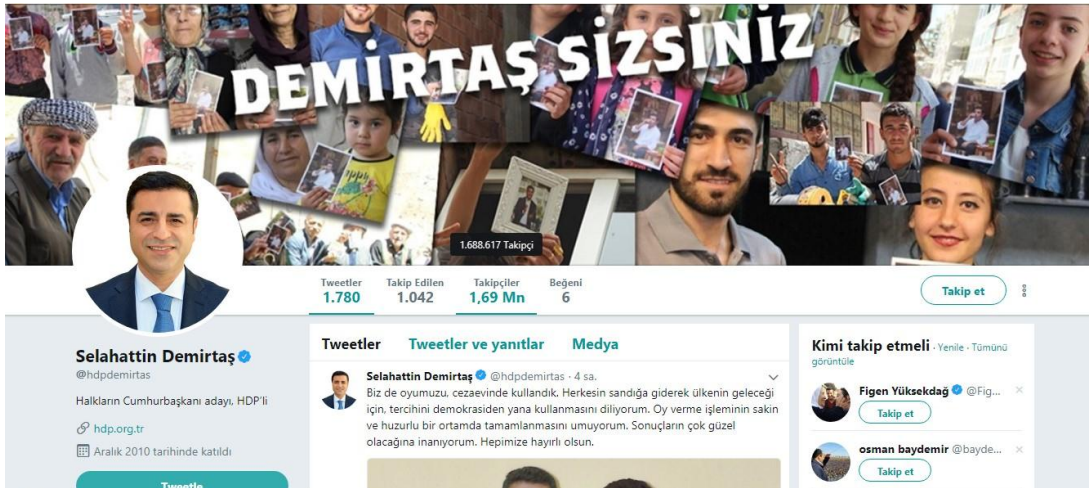 DEMİRTAŞ SİZSİNİZ
1.688.617 Takipçi
Tweetler
1.780
Takip Edilen
1.042
Takipçiler
1,69 Mn
Beğeni
6
Takip et
Selahattin Demirtaş
@hdpdemirtas
Halkların Cumhurbaşkanı adayı, HDP'li
hdp.org.tr
Aralık 2010 tarihinde katıldı
Tweetle
Tweetler Tweetler ve yanıtlar Medya
Selahattin Demirtaş @hdpdemirtas · 4 sa.
Biz de oyumuzu, cezaevinde kullandık. Herkesin sandığa giderek ülkenin geleceği
için, tercihini demokrasiden yana kullanmasını diliyorum. Oy verme işleminin sakin
ve huzurlu bir ortamda tamamlanmasını umuyorum. Sonuçların çok güzel
olacağına inanıyorum. Hepimize hayırlı olsun.
Kimi takip etmeli · Yenile · Tümünü
görüntüle
Figen Yüksekdağ @Fig...
Takip et
osman baydemir @bayde...
Takip et